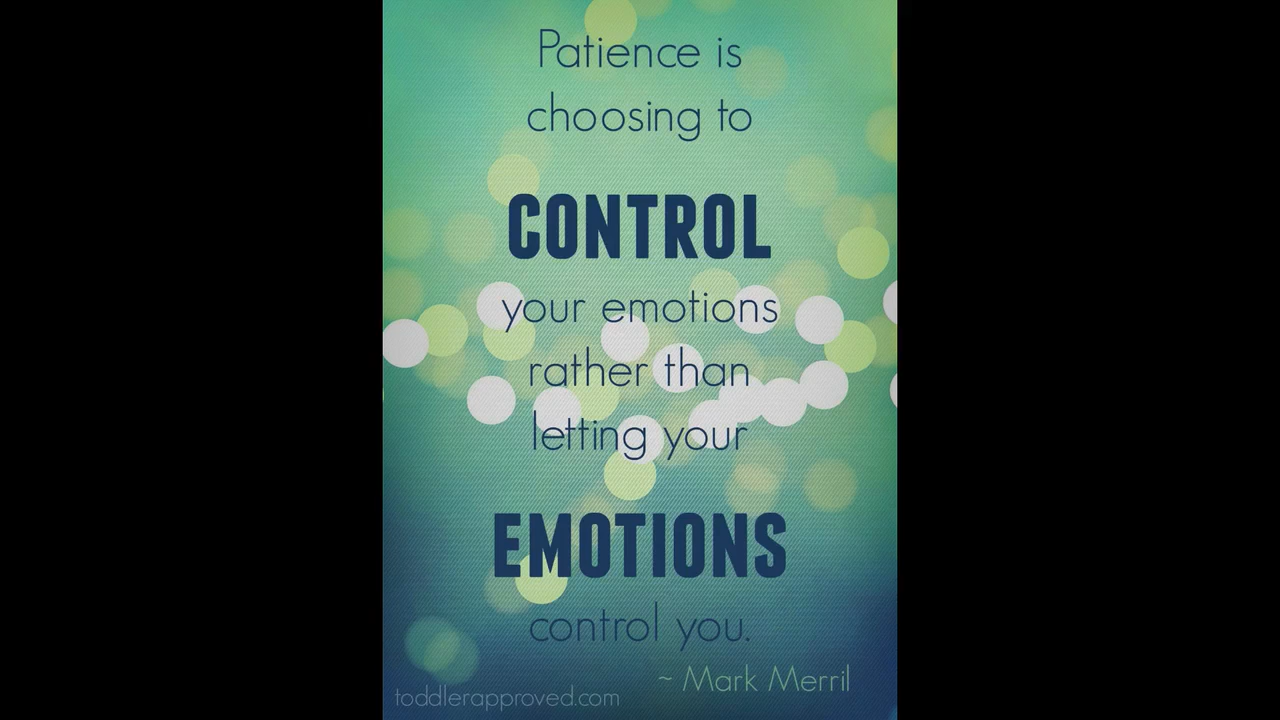 Patience is
choosing to
CONTROL
your emotions
rather than
letting your
EMOTIONS
control you.
~ Mark Merril
toddlerapproved.com